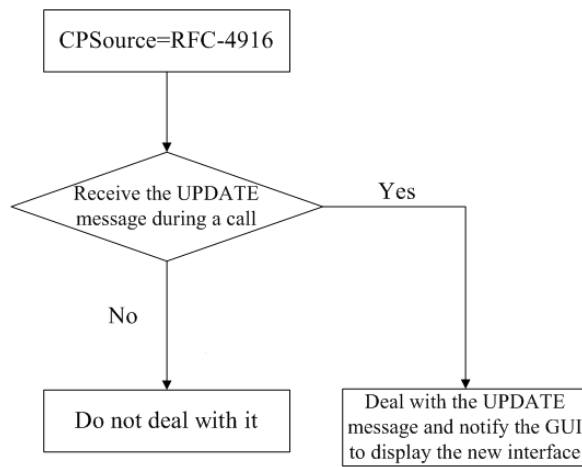 CPSource=RFC-4916
Receive the UPDATE
message during a call
Yes
No
Do not deal with it
Deal with the UPDATE
message and notify the GUI
to display the new interface